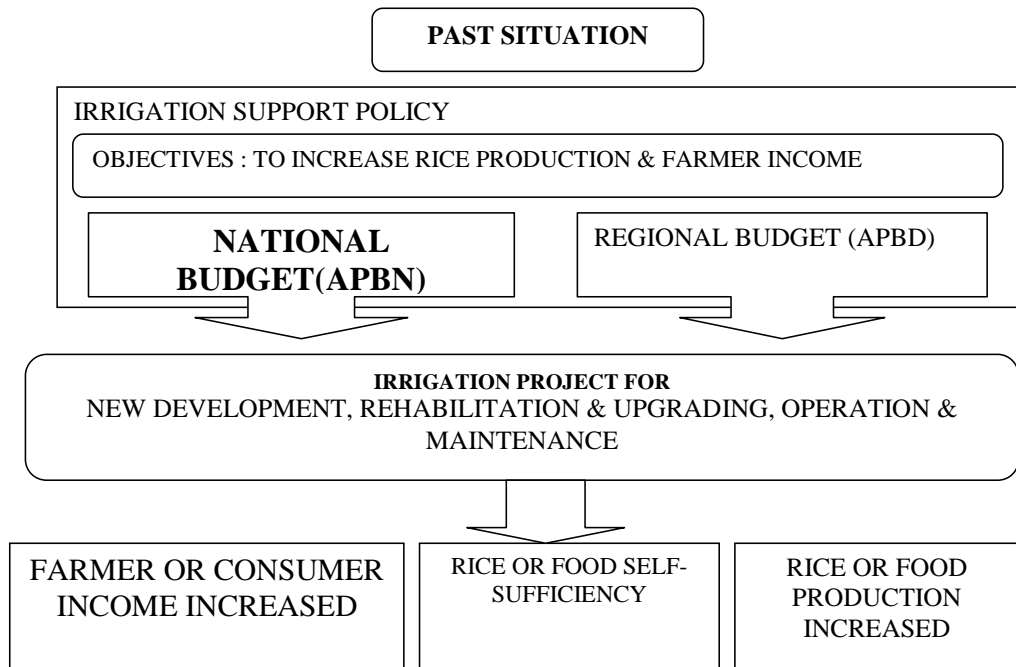 PAST SITUATION
IRRIGATION SUPPORT POLICY
OBJECTIVES : TO INCREASE RICE PRODUCTION & FARMER INCOME
NATIONAL
BUDGET(APBN)
REGIONAL BUDGET (APBD)
IRRIGATION PROJECT FOR
NEW DEVELOPMENT, REHABILITATION & UPGRADING, OPERATION &
MAINTENANCE
FARMER OR CONSUMER
INCOME INCREASED
RICE OR FOOD SELF-
SUFFICIENCY
RICE OR FOOD
PRODUCTION
INCREASED